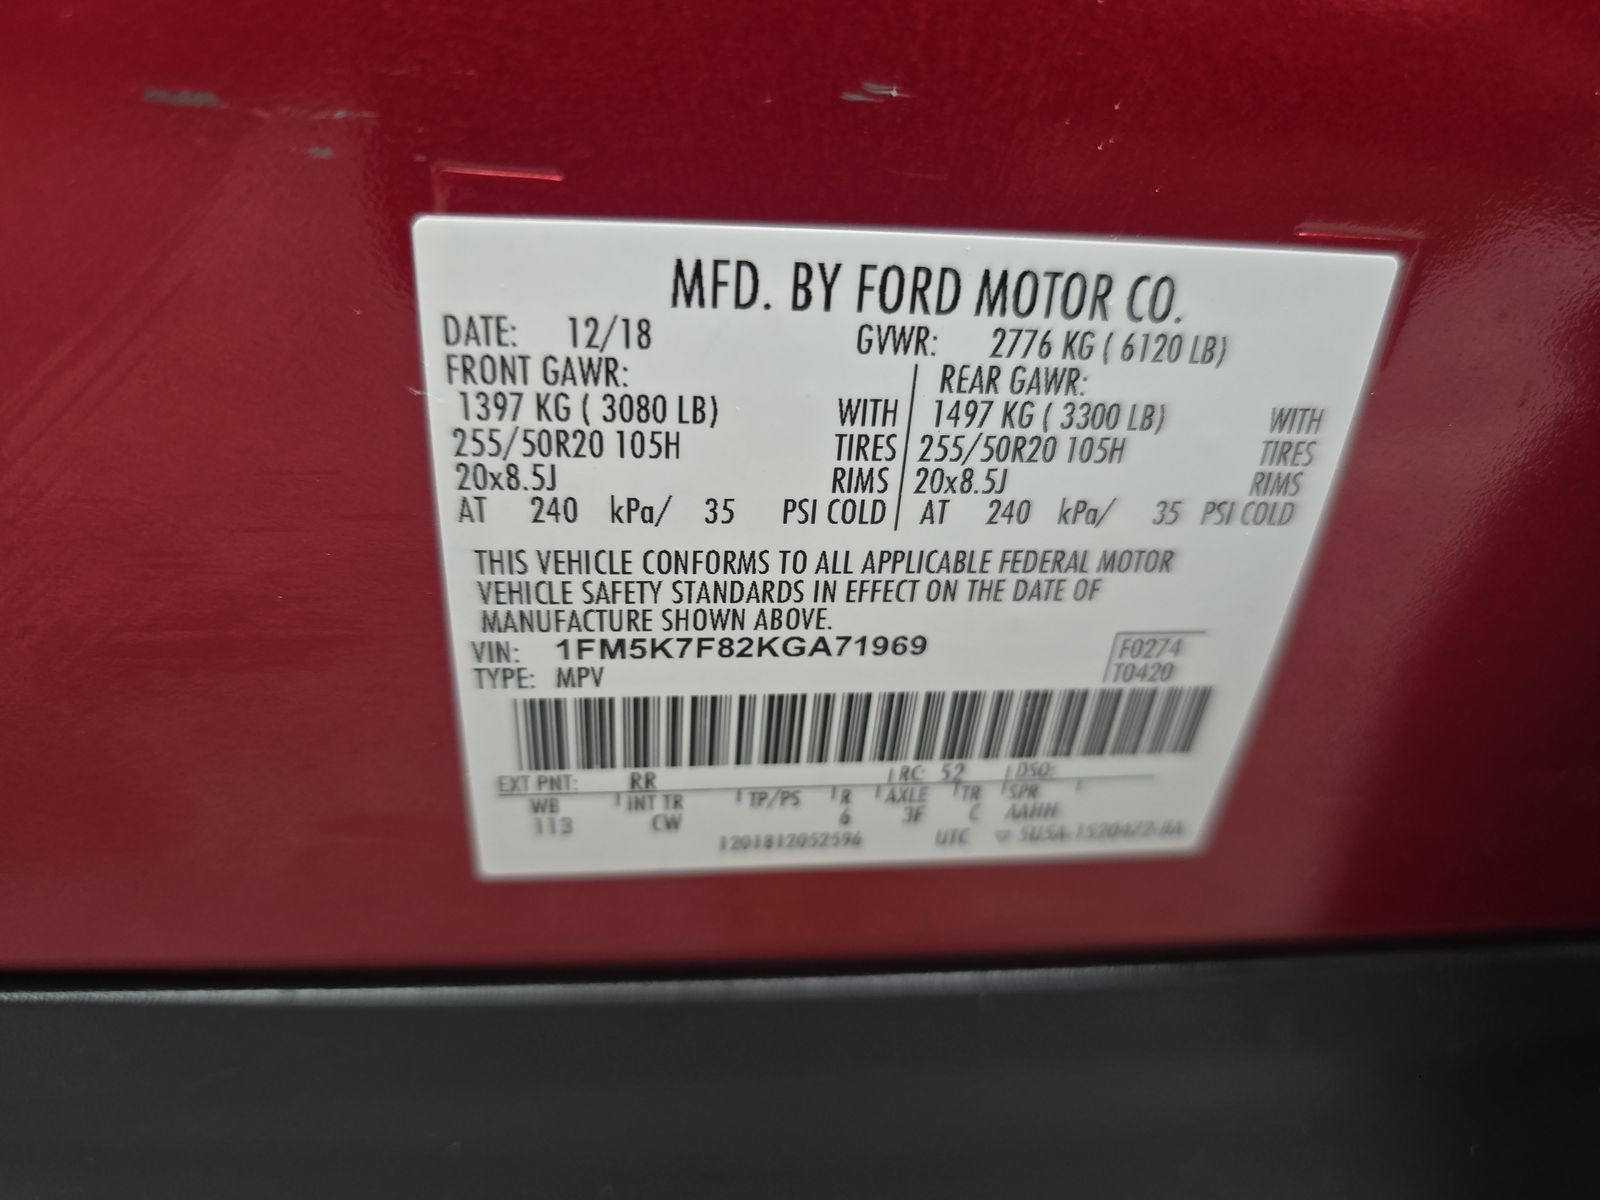 MFD. BY FORD MOTOR CO.
DATE: 12/18 GVWR: 2776 KG ( 6120 LB)
FRONT GAWR: REAR GAWR:
1397 KG ( 3080 LB) WITH 1497 KG ( 3300 LB) WITH
255/50R20 105H TIRES 255/50R20 105H TIRES
20x8.5J RIMS 20x8.5J RIMS
AT 240 kPa/ 35 PSI COLD AT 240 kPa/ 35 PSI COLD
THIS VEHICLE CONFORMS TO ALL APPLICABLE FEDERAL MOTOR
VEHICLE SAFETY STANDARDS IN EFFECT ON THE DATE OF
MANUFACTURE SHOWN ABOVE.
VIN: 1FM5K7F82KGA71969 F0274
TYPE: MPV T0420
EXT PNT: RR RC: 52 DSO:
WB INT TR TP/PS R AXLE TR SPR
113 CW 6 3F C AAHH
1201812052596 UTC